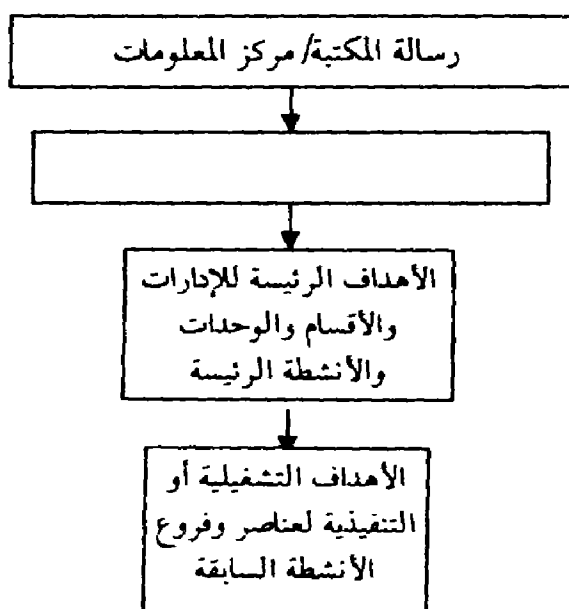 رسالة المكتبة/مركز المعلومات
الأهداف الرئيسة للإدارات
والأقسام والوحدات
والأنشطة الرئيسة
الأهداف التشغيلية أو
التنفيذية لعناصر وفروع
الأنشطة السابقة